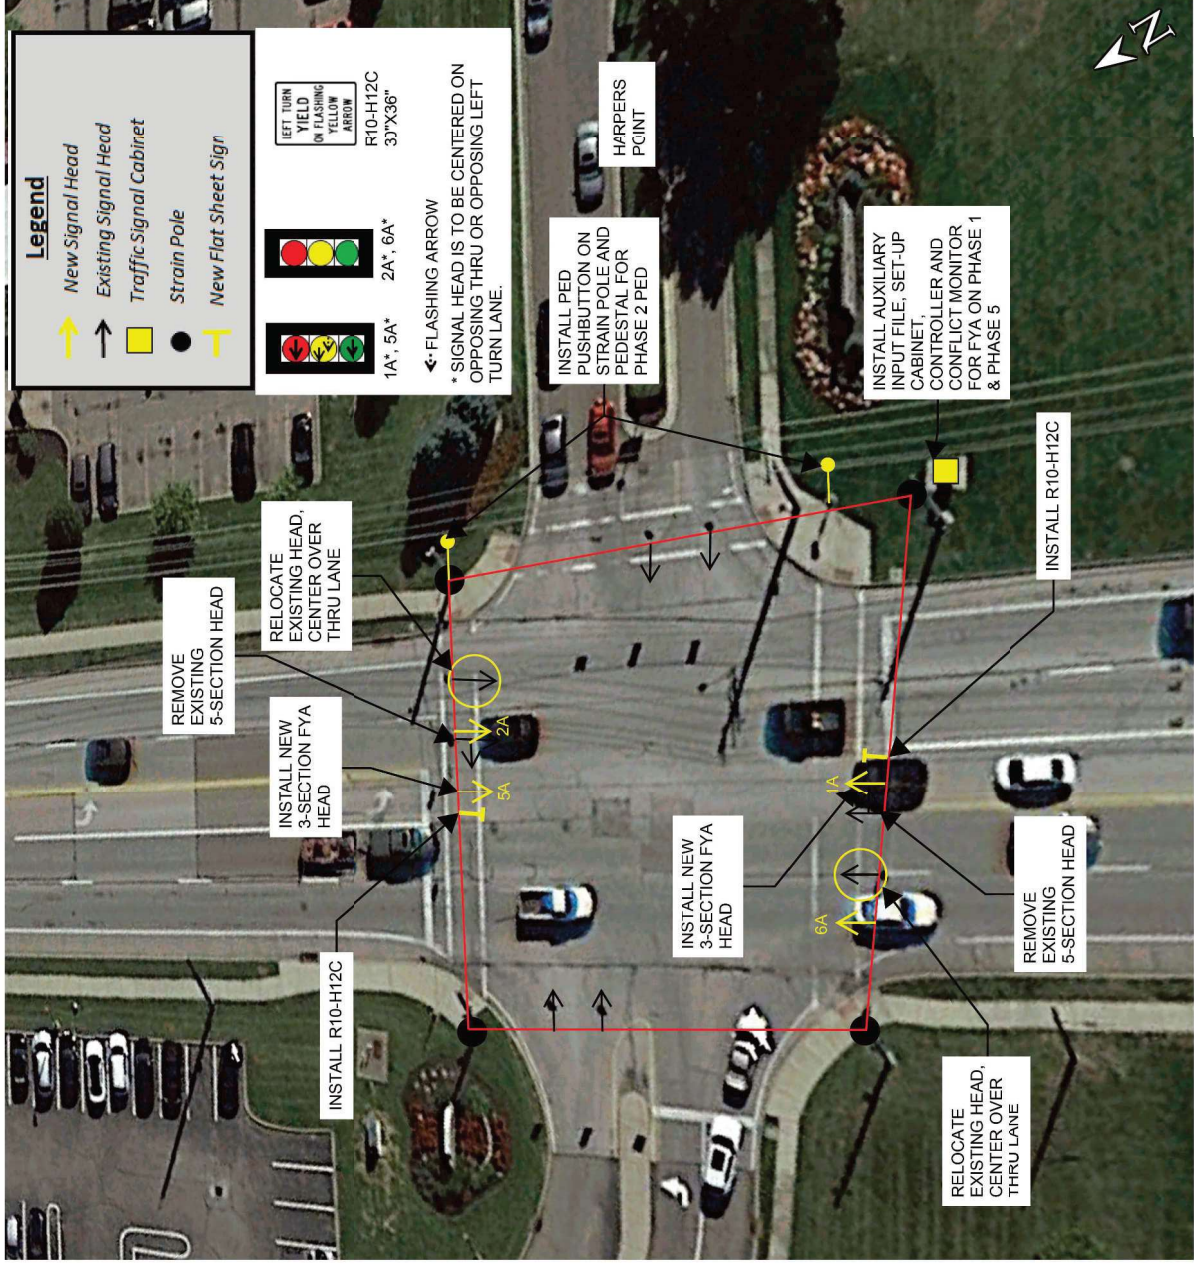 Legend
New Signal Head
Existing Signal Head
Traffic Signal Cabinet
Strain Pole
New Flat Sheet Sign
LEFT TURN
YIELD
ON FLASHING
YELLOW
ARROW
R10-H12C
30"X36"
1A*, 5A*
2A*, 6A*
FLASHING ARROW
* SIGNAL HEAD IS TO BE CENTERED ON
OPPOSING THRU OR OPPOSING LEFT
TURN LANE.
REMOVE
EXISTING
5-SECTION HEAD
RELOCATE
EXISTING HEAD,
CENTER OVER
THRU LANE
INSTALL NEW
3-SECTION FYA
HEAD
INSTALL R10-H12C
INSTALL PED
PUSHBUTTON ON
STRAIN POLE AND
PEDESTAL FOR
PHASE 2 PED
HARPERS
POINT
2A
5A
INSTALL AUXILIARY
INPUT FILE, SET-UP
CABINET,
CONTROLLER AND
CONFLICT MONITOR
FOR FYA ON PHASE 1
& PHASE 5
INSTALL R10-H12C
1A
6A
INSTALL NEW
3-SECTION FYA
HEAD
REMOVE
EXISTING
5-SECTION HEAD
RELOCATE
EXISTING HEAD,
CENTER OVER
THRU LANE
N